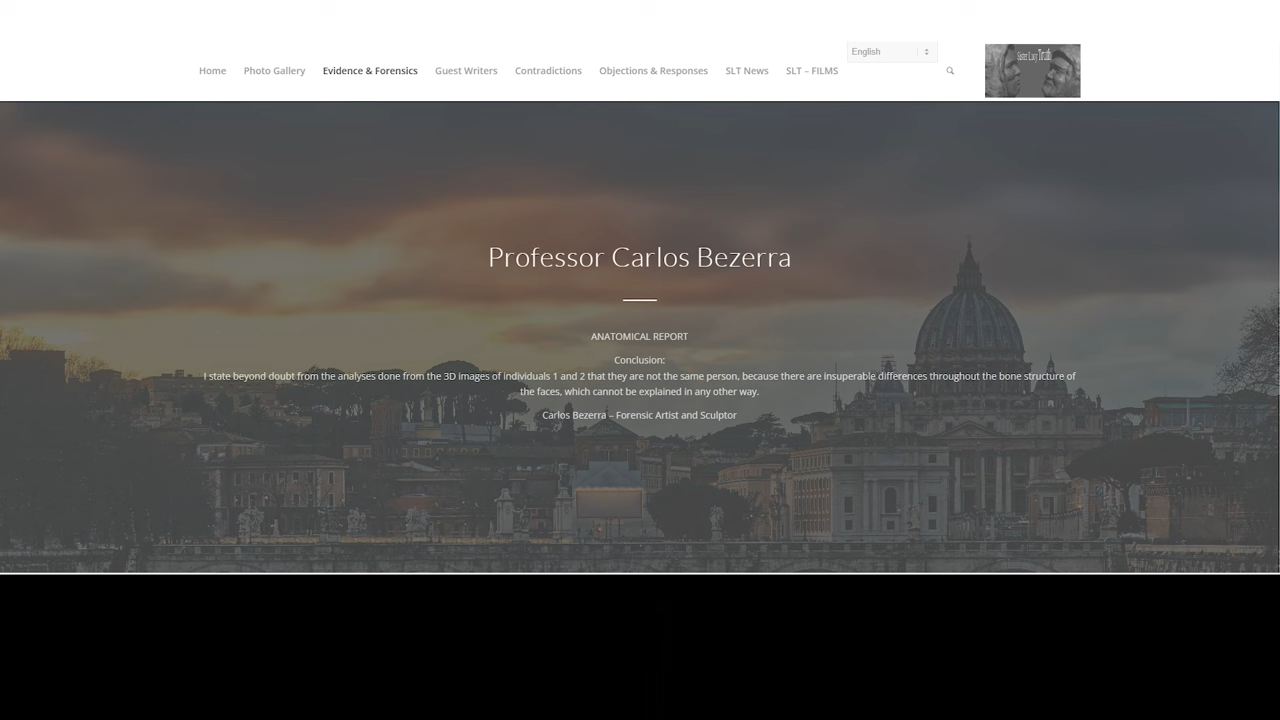 English
Home Photo Gallery Evidence & Forensics Guest Writers Contradictions Objections & Responses SLT News SLT – FILMS
Sister Lucy Truth
Professor Carlos Bezerra
ANATOMICAL REPORT
Conclusion:
I state beyond doubt from the analyses done from the 3D images of individuals 1 and 2 that they are not the same person, because there are insuperable differences throughout the bone structure of
the faces, which cannot be explained in any other way.
Carlos Bezerra – Forensic Artist and Sculptor